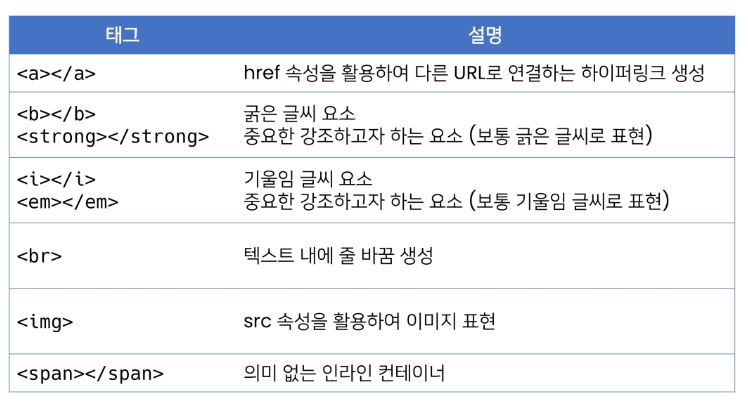 태그 설명
<a></a> href 속성을 활용하여 다른 URL로 연결하는 하이퍼링크 생성
<b></b> 굵은 글씨 요소
<strong></strong> 중요한 강조하고자 하는 요소 (보통 굵은 글씨로 표현)
<i></i> 기울임 글씨 요소
<em></em> 중요한 강조하고자 하는 요소 (보통 기울임 글씨로 표현)
<br> 텍스트 내에 줄 바꿈 생성
<img> src 속성을 활용하여 이미지 표현
<span></span> 의미 없는 인라인 컨테이너